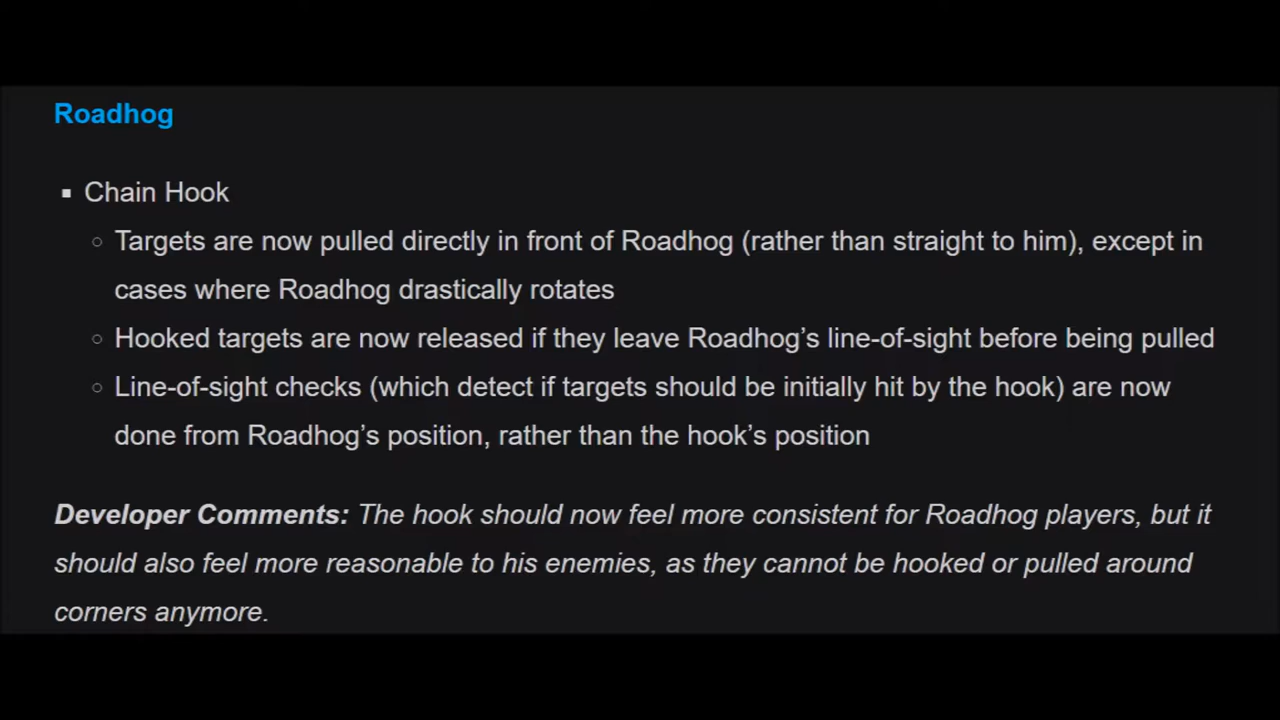 Roadhog
▪ Chain Hook
○ Targets are now pulled directly in front of Roadhog (rather than straight to him), except in
cases where Roadhog drastically rotates
○ Hooked targets are now released if they leave Roadhog’s line-of-sight before being pulled
○ Line-of-sight checks (which detect if targets should be initially hit by the hook) are now
done from Roadhog’s position, rather than the hook’s position
Developer Comments: The hook should now feel more consistent for Roadhog players, but it
should also feel more reasonable to his enemies, as they cannot be hooked or pulled around
corners anymore.